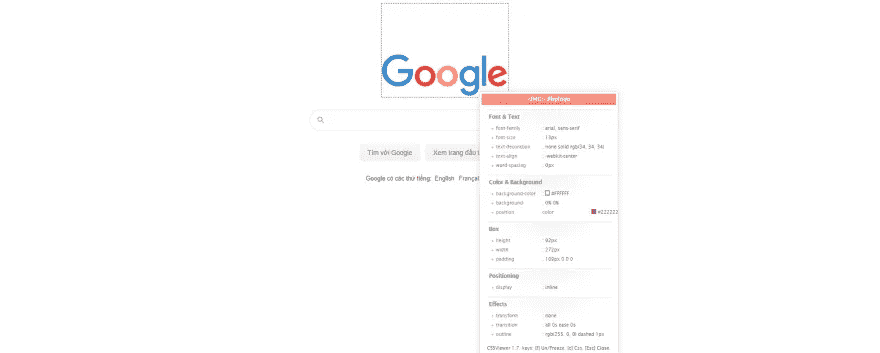 Google
<IMG> #hplogo
Font & Text
font-family : arial, sans-serif
font-size : 13px
text-decoration : none solid rgb(34, 34, 34)
text-align : -webkit-center
word-spacing : 0px
Tìm với Google
Xem trang đầu
Google có các thứ tiếng: English Français
Color & Background
background-color : #FFFFFF
background : 0% 0%
position color #222222
Box
height : 92px
width : 272px
padding : 109px 0 0 0
Positioning
display : inline
Effects
transform : none
transition : all 0s ease 0s
outline : rgb(255, 0, 0) dashed 1px
CSSViewer 1.7. keys: [f] Un/Freeze. [c] Css. [Esc] Close.